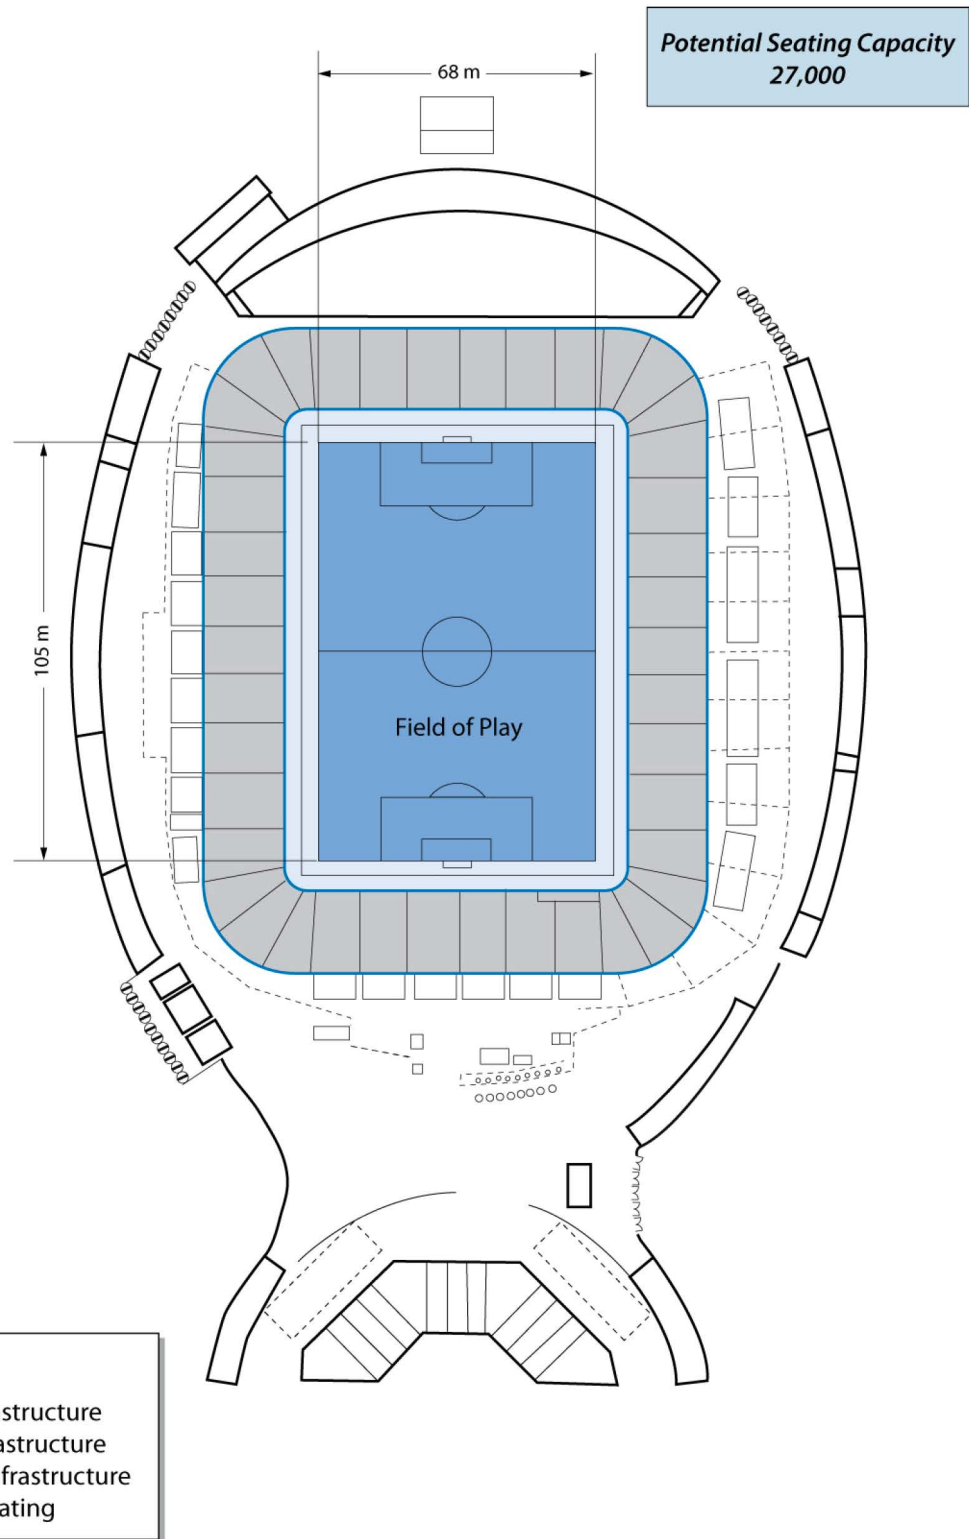 Potential Seating Capacity
27,000
68 m
105 m
Field of Play
structure
astructure
frastructure
ating